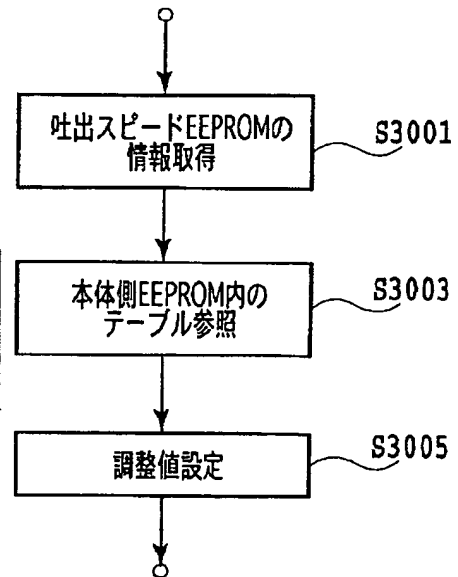 吐出スピードEEPROMの
情報取得
S3001
本体側EEPROM内の
テーブル参照
S3003
調整値設定
S3005